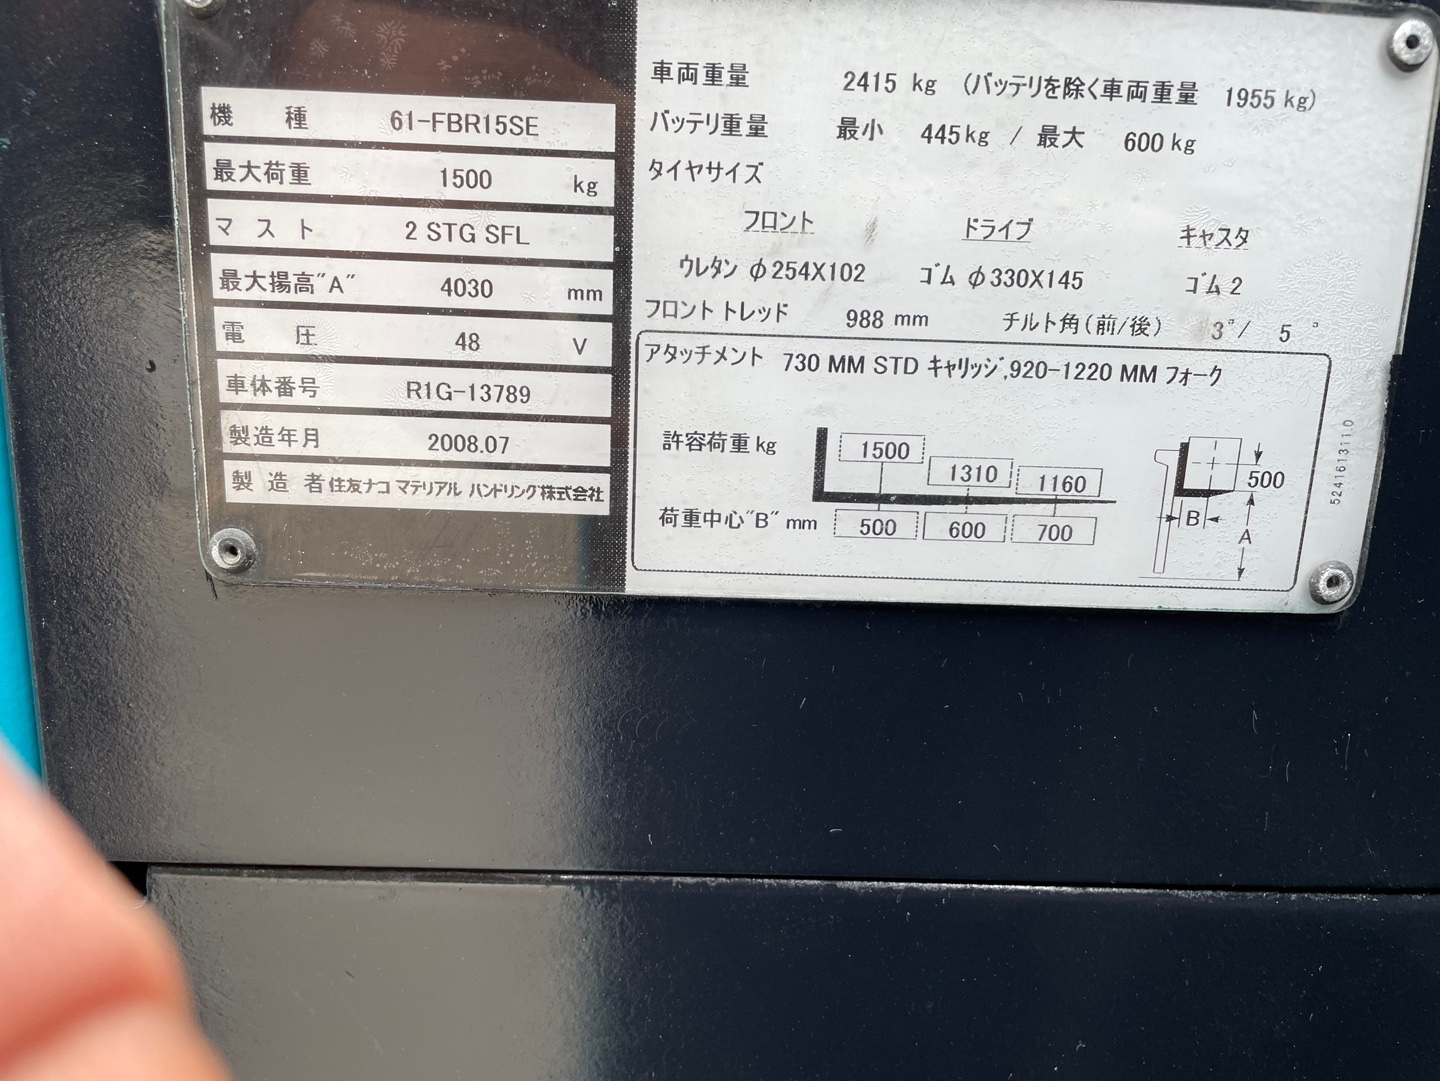 機種 61-FBR15SE
最大荷重 1500 kg
マスト 2 STG SFL
最大揚高"A" 4030 mm
電圧 48 V
車体番号 R1G-13789
製造年月 2008.07
製造者 住友ナコ マテリアル ハンドリング株式会社
車両重量 2415 kg (バッテリを除く車両重量 1955 kg)
バッテリ重量 最小 445kg / 最大 600 kg
タイヤサイズ
フロント ドライブ キャスタ
ウレタン φ254X102 ゴム φ330X145 ゴム2
フロント トレッド 988 mm チルト角(前/後) 3°/ 5°
アタッチメント 730 MM STD キャリッジ,920-1220 MM フォーク
許容荷重 kg 1500 1310 1160
荷重中心"B" mm 500 600 700
500
B
A
524161311.0